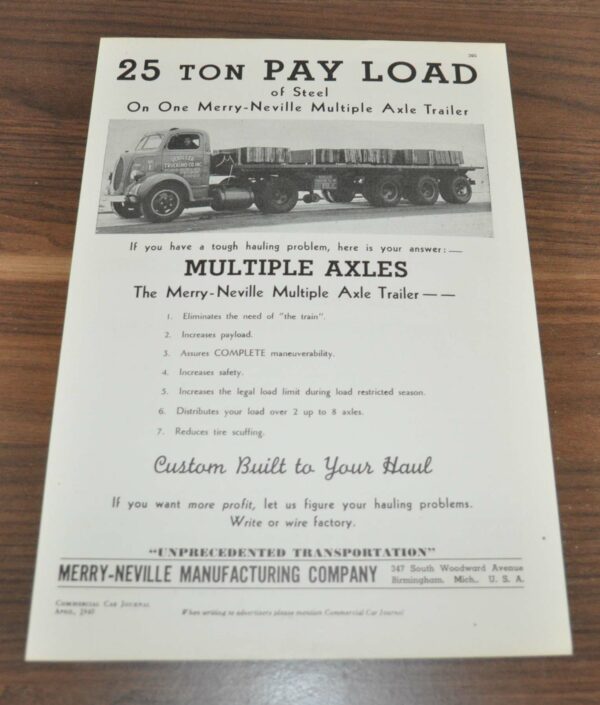 305
25 TON PAY LOAD
of Steel
On One Merry-Neville Multiple Axle Trailer
TRUCKING CO. INC.
If you have a tough hauling problem, here is your answer:—
MULTIPLE AXLES
The Merry-Neville Multiple Axle Trailer——
1. Eliminates the need of "the train".
2. Increases payload.
3. Assures COMPLETE maneuverability.
4. Increases safety.
5. Increases the legal load limit during load restricted season.
6. Distributes your load over 2 up to 8 axles.
7. Reduces tire scuffing.
Custom Built to Your Haul
If you want more profit, let us figure your hauling problems.
Write or wire factory.
"UNPRECEDENTED TRANSPORTATION"
MERRY-NEVILLE MANUFACTURING COMPANY
347 South Woodward Avenue
Birmingham, Mich., U. S. A.
COMMERCIAL CAR JOURNAL
APRIL, 1940
When writing to advertisers please mention Commercial Car Journal